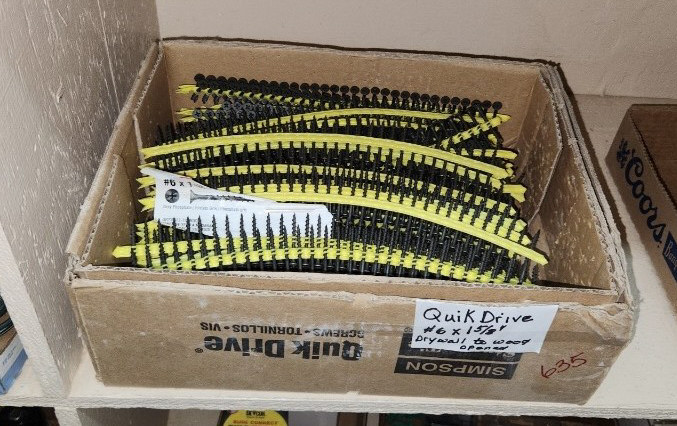 #6 x 1
QuiK Drive
#6 x 1 5/8"
Drywall to wood
opened
635
Quik Drive®
SCREWS • TORNILLOS • VIS
SIMPSON
Coors